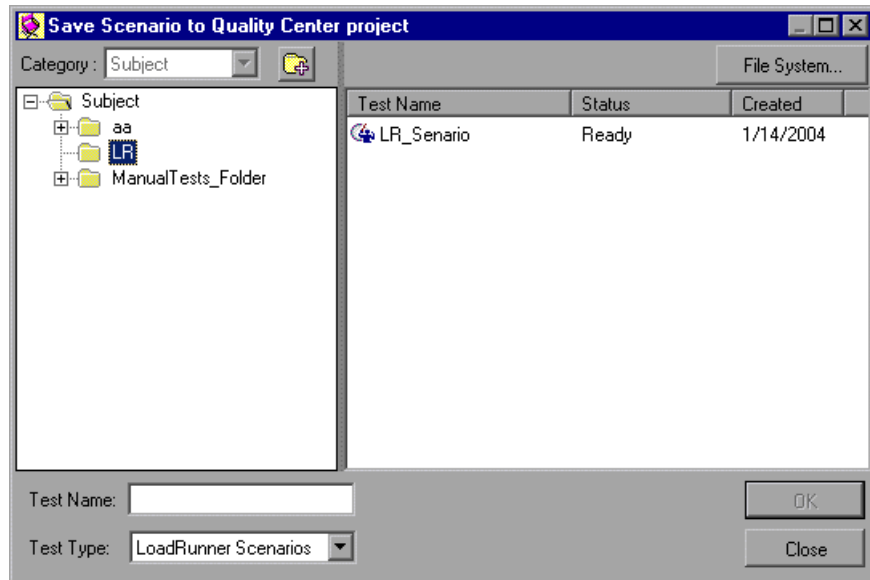 Save Scenario to Quality Center project
Category : Subject
File System...
Subject
aa
LR
ManualTests_Folder
Test Name Status Created
LR_Senario Ready 1/14/2004
Test Name:
OK
Test Type: LoadRunner Scenarios
Close